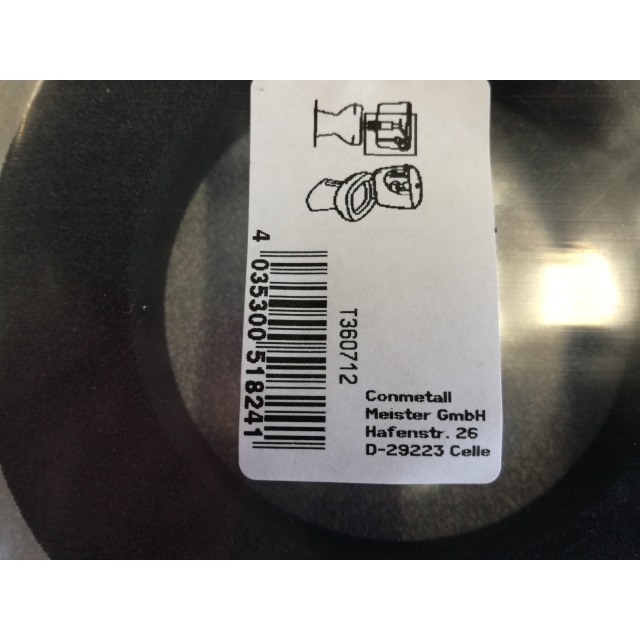 4 035300 518241
T360712
Conmetall
Meister GmbH
Hafenstr. 26
D-29223 Celle